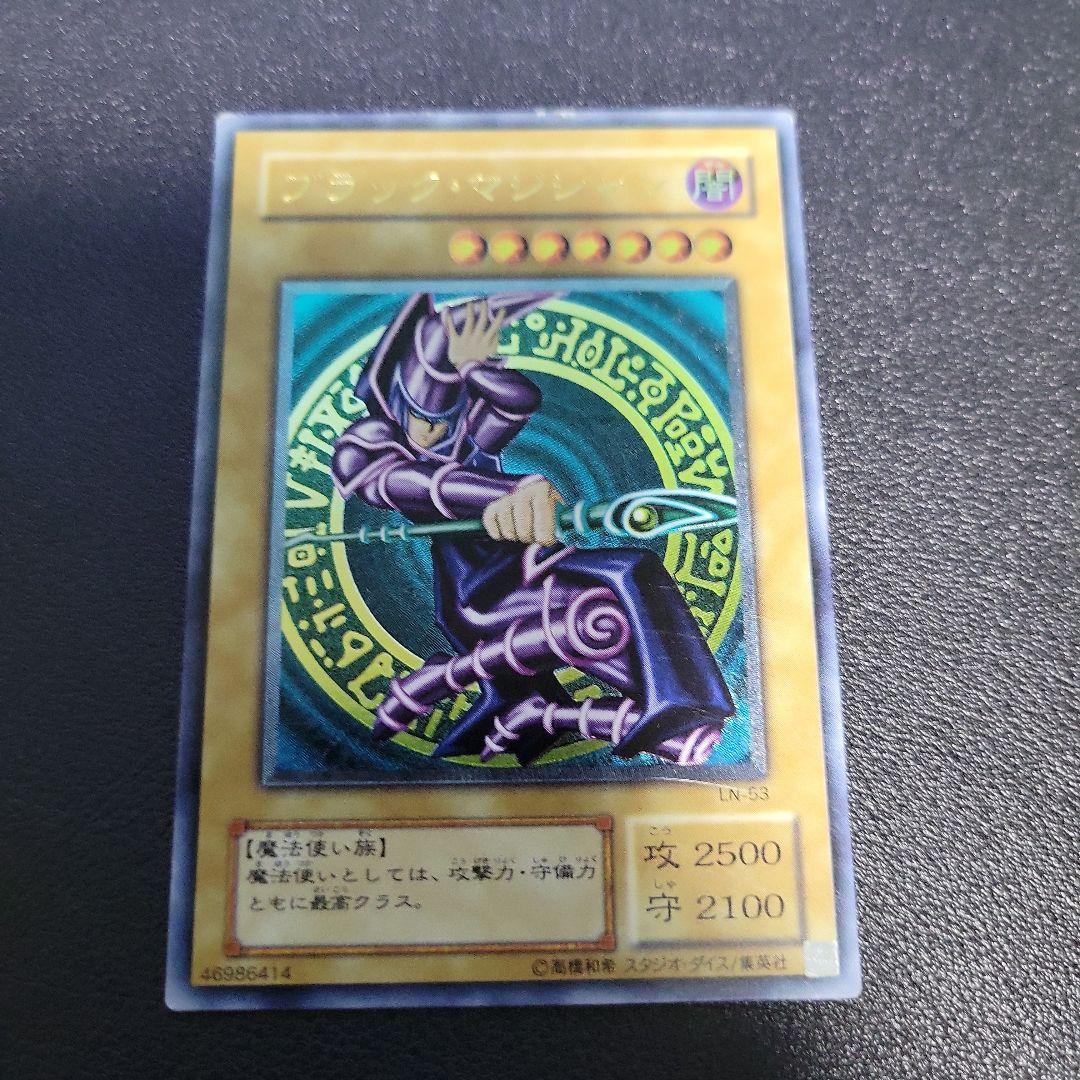 ブラック・マジシャン
闇
LN-53
【魔法使い族】
魔法使いとしては、攻撃力・守備力
ともに最高クラス。
攻 2500
守 2100
46986414
©高橋和希 スタジオ・ダイス/集英社